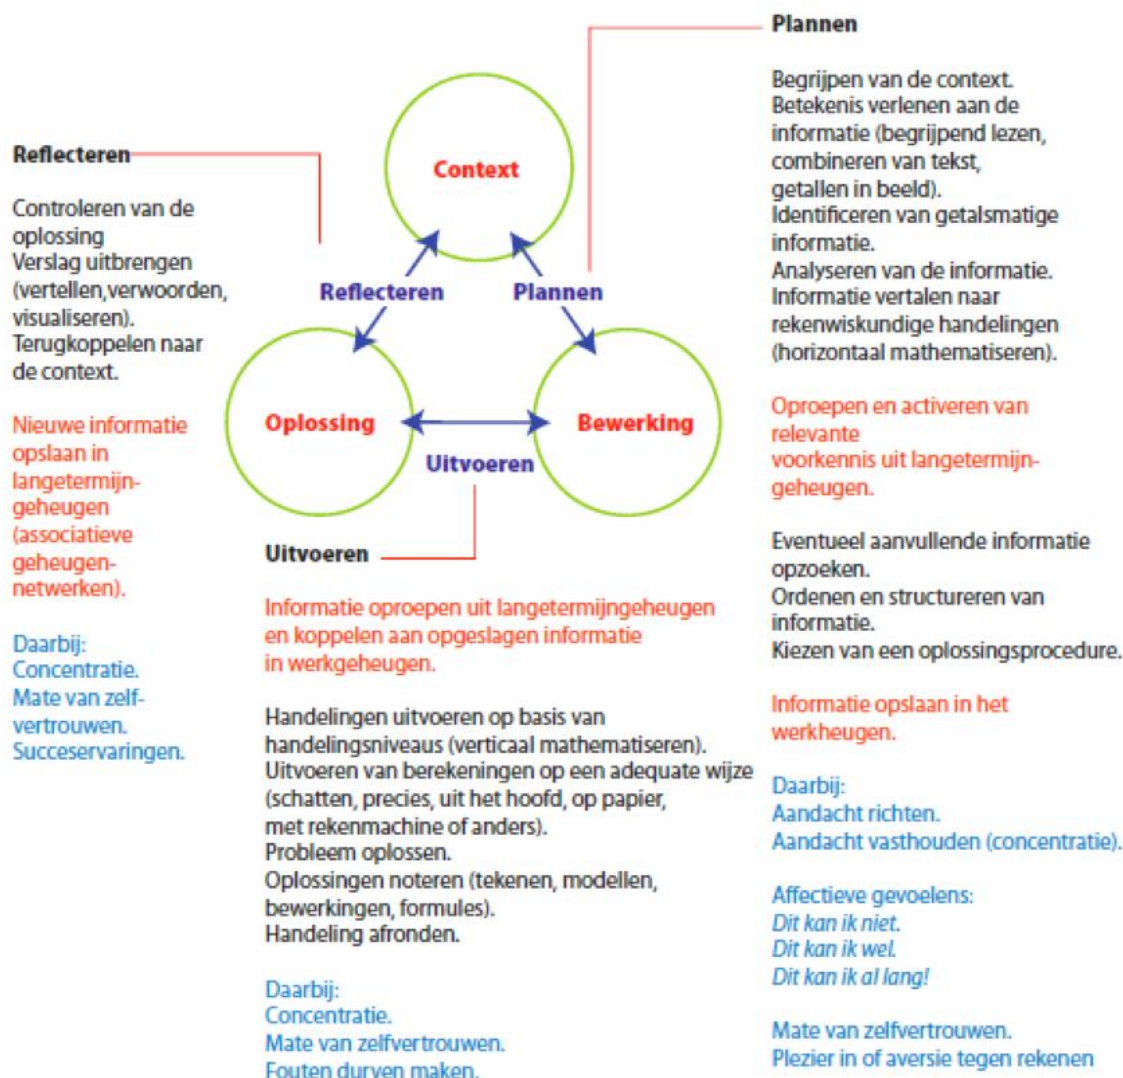 Plannen
Begrijpen van de context.
Betekenis verlenen aan de
informatie (begrijpend lezen,
combineren van tekst,
getallen in beeld).
Identificeren van getalsmatige
informatie.
Analyseren van de informatie.
Informatie vertalen naar
rekenwiskundige handelingen
(horizontaal mathematiseren).
Oproepen en activeren van
relevante
voorkennis uit langetermijn-
geheugen.
Eventueel aanvullende informatie
opzoeken.
Ordenen en structureren van
informatie.
Kiezen van een oplossingsprocedure.
Informatie opslaan in het
werkheugen.
Daarbij:
Aandacht richten.
Aandacht vasthouden (concentratie).
Affectieve gevoelens:
Dit kan ik niet.
Dit kan ik wel.
Dit kan ik al lang!
Mate van zelfvertrouwen.
Plezier in of aversie tegen rekenen
Context
Reflecteren
Plannen
Oplossing
Bewerking
Uitvoeren
Reflecteren
Controleren van de
oplossing
Verslag uitbrengen
(vertellen,verwoorden,
visualiseren).
Terugkoppelen naar
de context.
Nieuwe informatie
opslaan in
langetermijn-
geheugen
(associatieve
geheugen-
netwerken).
Daarbij:
Concentratie.
Mate van zelf-
vertrouwen.
Succeservaringen.
Uitvoeren
Informatie oproepen uit langetermijngeheugen
en koppelen aan opgeslagen informatie
in werkgeheugen.
Handelingen uitvoeren op basis van
handelingsniveaus (verticaal mathematiseren).
Uitvoeren van berekeningen op een adequate wijze
(schatten, precies, uit het hoofd, op papier,
met rekenmachine of anders).
Probleem oplossen.
Oplossingen noteren (tekenen, modellen,
bewerkingen, formules).
Handeling afronden.
Daarbij:
Concentratie.
Mate van zelfvertrouwen.
Fouten durven maken.